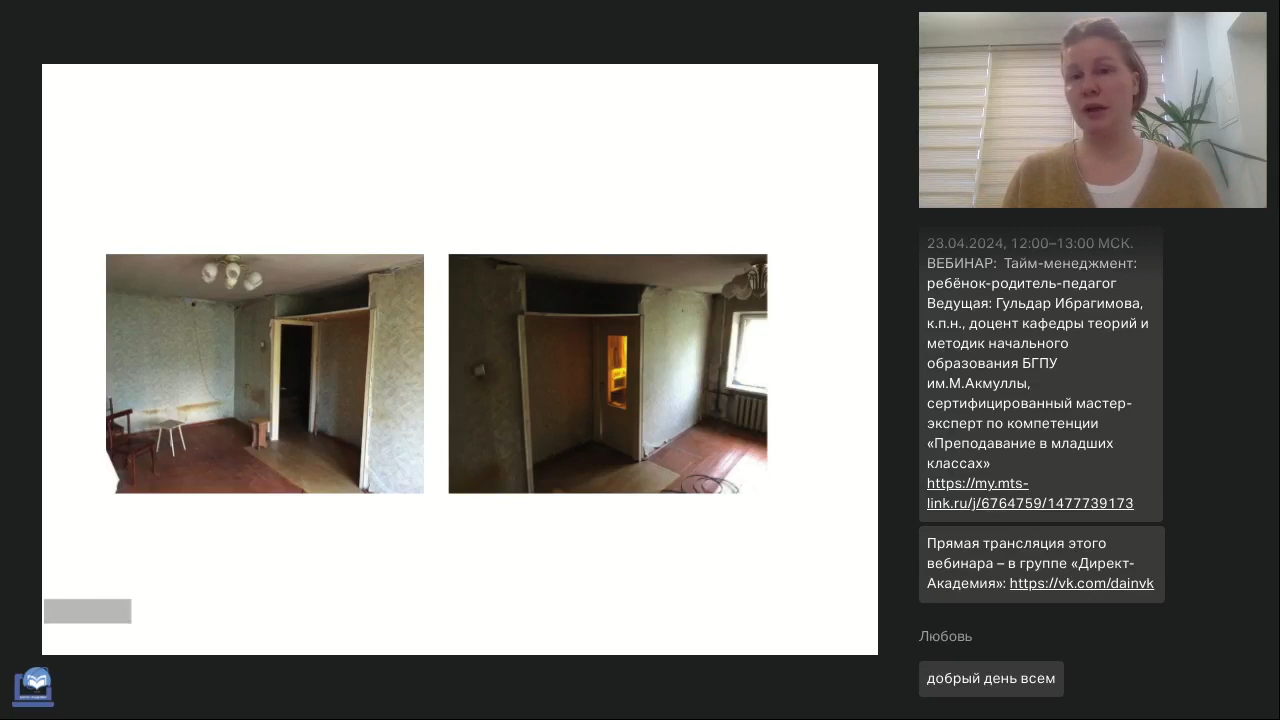 23.04.2024, 12:00–13:00 МСК.
ВЕБИНАР:  Тайм-менеджмент:
ребёнок-родитель-педагог
Ведущая: Гульдар Ибрагимова,
к.п.н., доцент кафедры теорий и
методик начального
образования БГПУ
им.М.Акмуллы,
сертифицированный мастер-
эксперт по компетенции
«Преподавание в младших
классах»
https://my.mts-
link.ru/j/6764759/1477739173
Прямая трансляция этого
вебинара – в группе «Директ-
Академия»: https://vk.com/dainvk
Любовь
добрый день всем